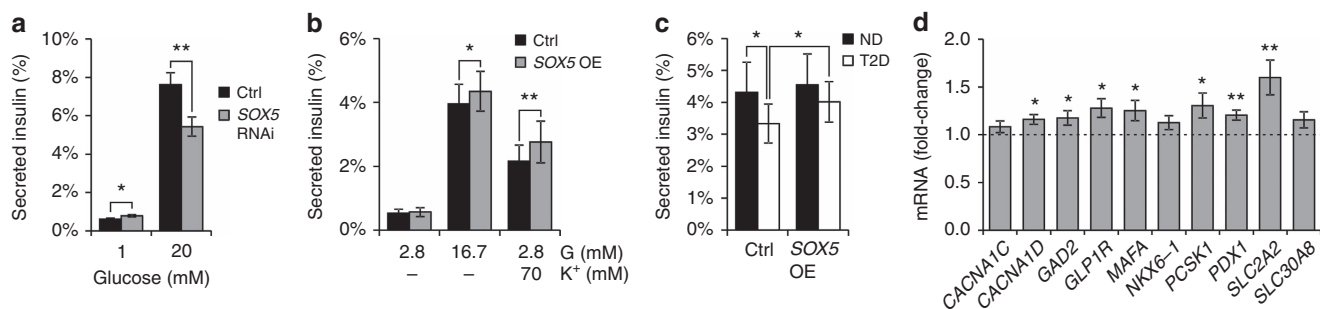 a
Secreted insulin (%)
10%
8%
6%
4%
2%
0%
**
*
Ctrl
SOX5
RNAi
1 20
Glucose (mM)
b
Secreted insulin (%)
6%
4%
2%
0%
*
**
Ctrl
SOX5 OE
2.8 16.7 2.8 G (mM)
– – 70 K+ (mM)
c
Secreted insulin (%)
6%
5%
4%
3%
2%
1%
0%
* *
ND
T2D
Ctrl SOX5
OE
d
mRNA (fold-change)
2.0
1.5
1.0
0.5
0.0
* * * * * ** **
CACNA1C
CACNA1D
GAD2
GLP1R
MAFA
NKX6–1
PCSK1
PDX1
SLC2A2
SLC30A8